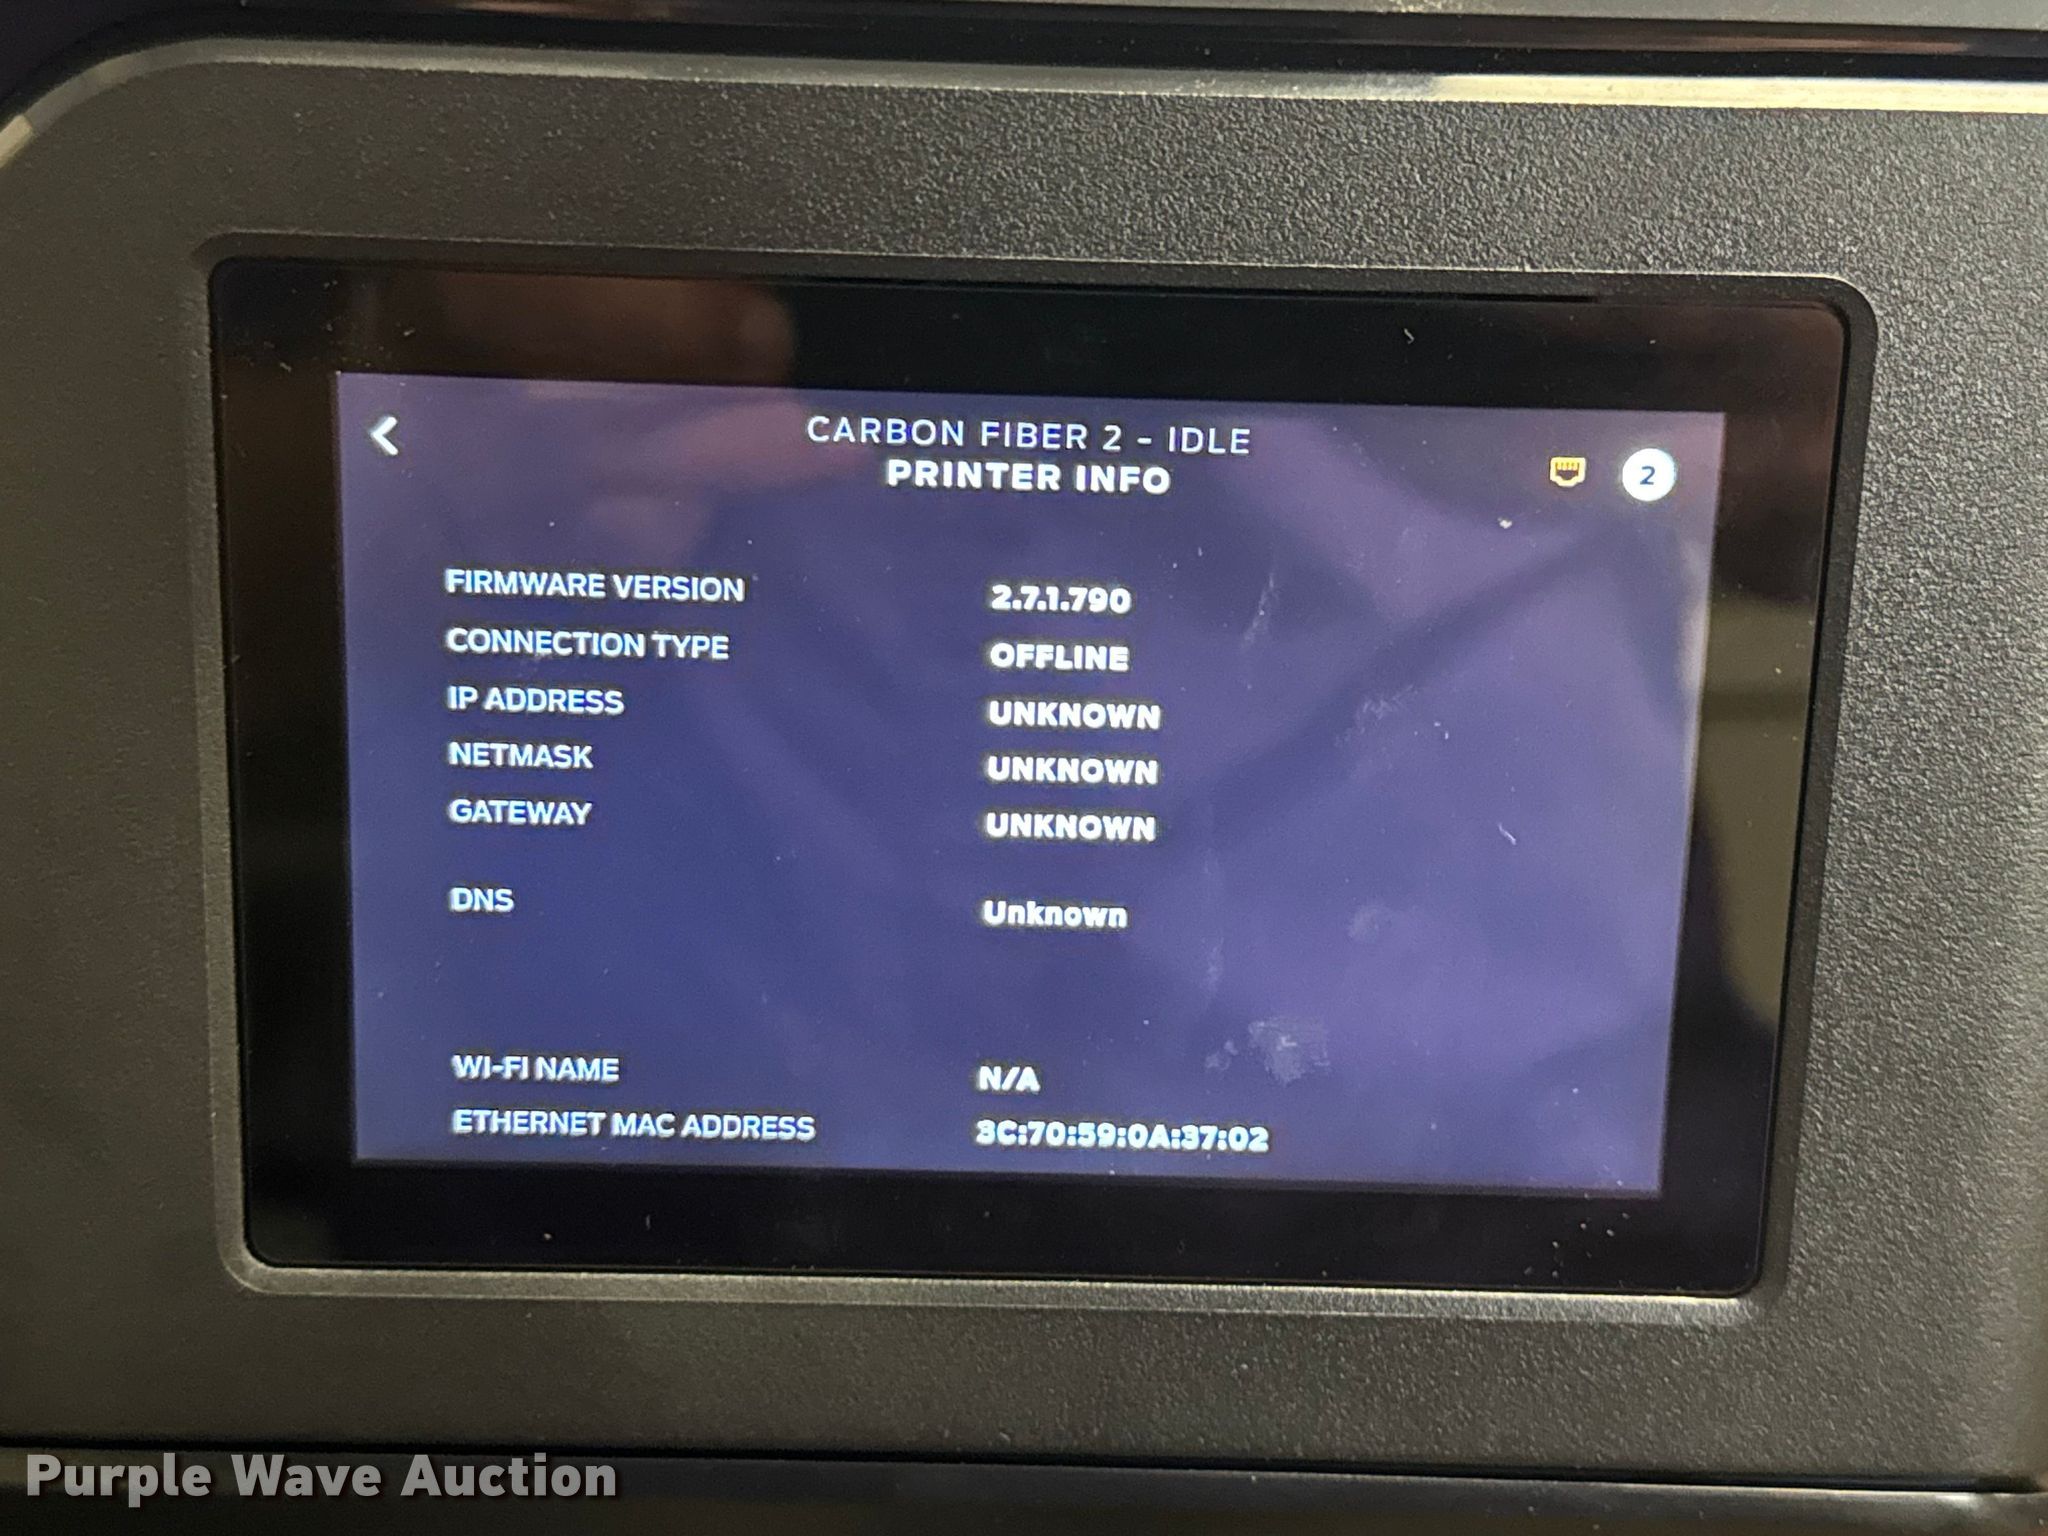 CARBON FIBER 2 - IDLE
PRINTER INFO
2
FIRMWARE VERSION 2.7.1.790
CONNECTION TYPE OFFLINE
IP ADDRESS UNKNOWN
NETMASK UNKNOWN
GATEWAY UNKNOWN
DNS Unknown
WI-FI NAME N/A
ETHERNET MAC ADDRESS 3C:70:59:0A:37:02
Purple Wave Auction